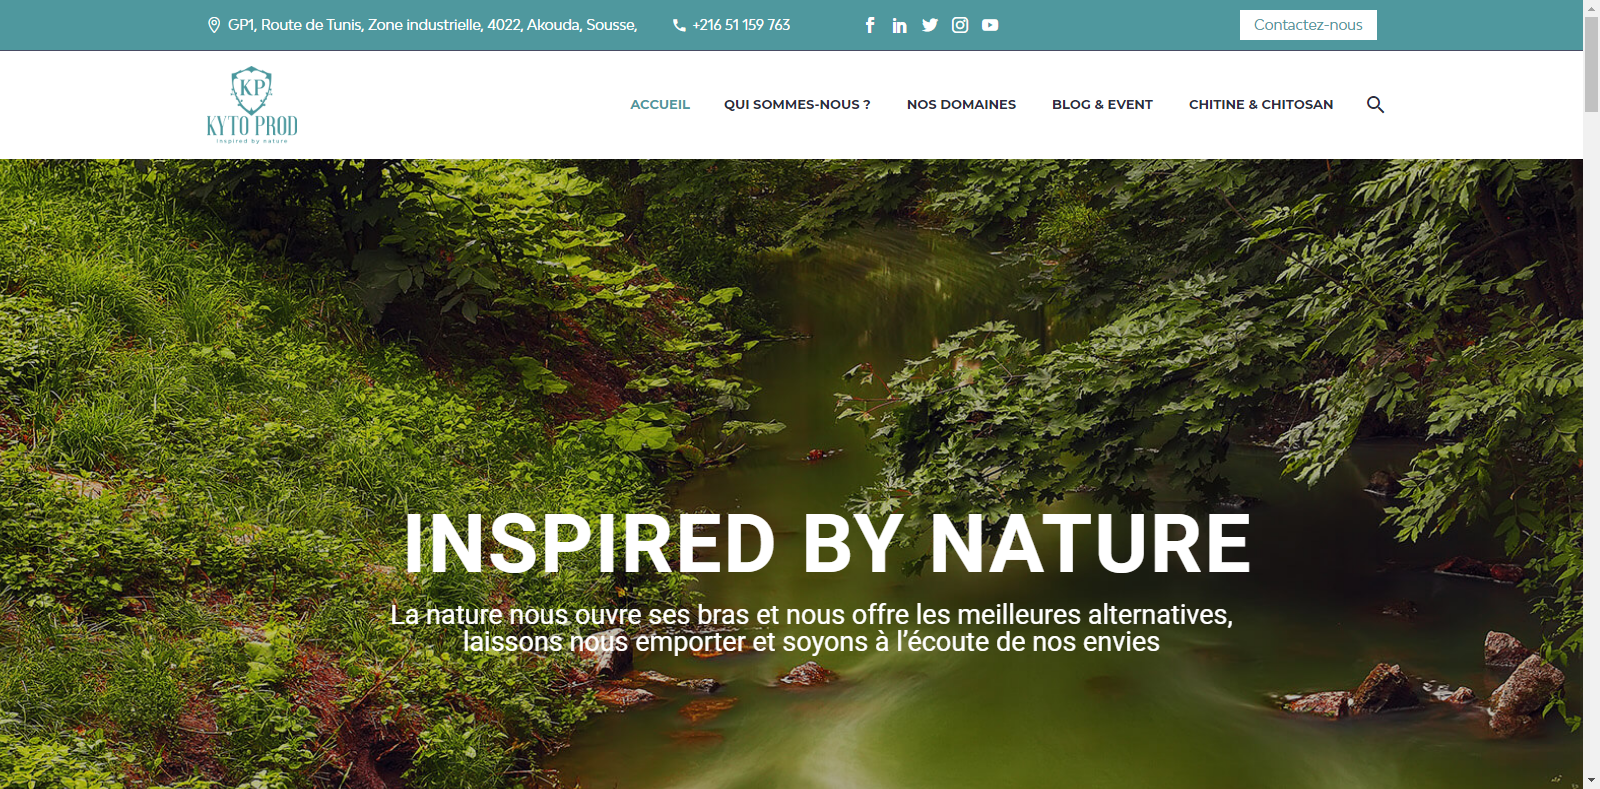 GP1, Route de Tunis, Zone industrielle, 4022, Akouda, Sousse,
+216 51 159 763
Contactez-nous
KP
KYTO PROD
Inspired by nature
ACCUEIL
QUI SOMMES-NOUS ?
NOS DOMAINES
BLOG & EVENT
CHITINE & CHITOSAN
INSPIRED BY NATURE
La nature nous ouvre ses bras et nous offre les meilleures alternatives,
laissons nous emporter et soyons à l’écoute de nos envies